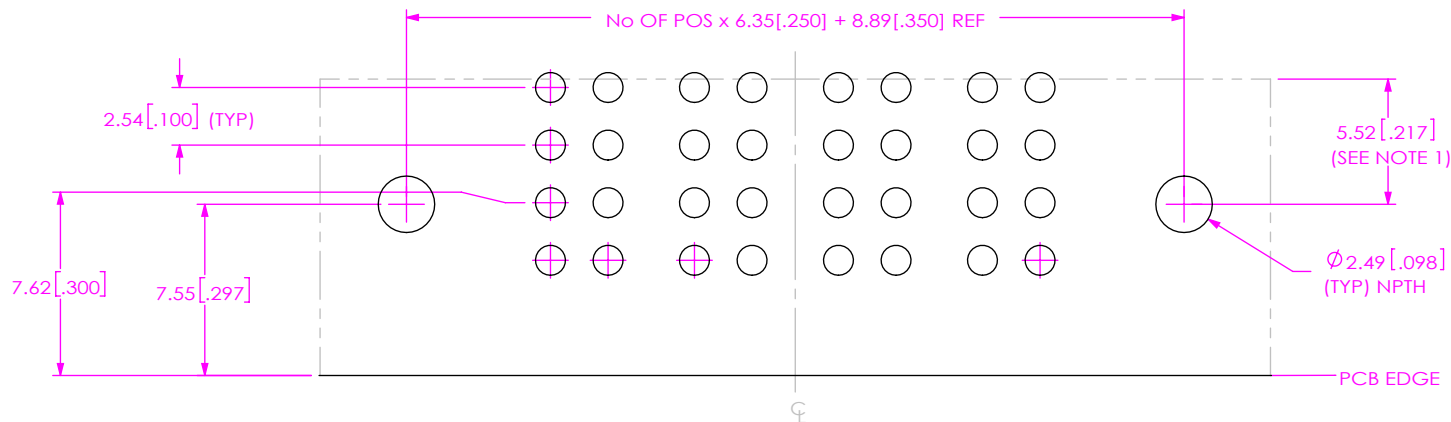 No OF POS x 6.35[.250] + 8.89[.350] REF
2.54[.100] (TYP)
5.52[.217]
(SEE NOTE 1)
7.62[.300]
7.55[.297]
Ø2.49[.098]
(TYP) NPTH
PCB EDGE
℄